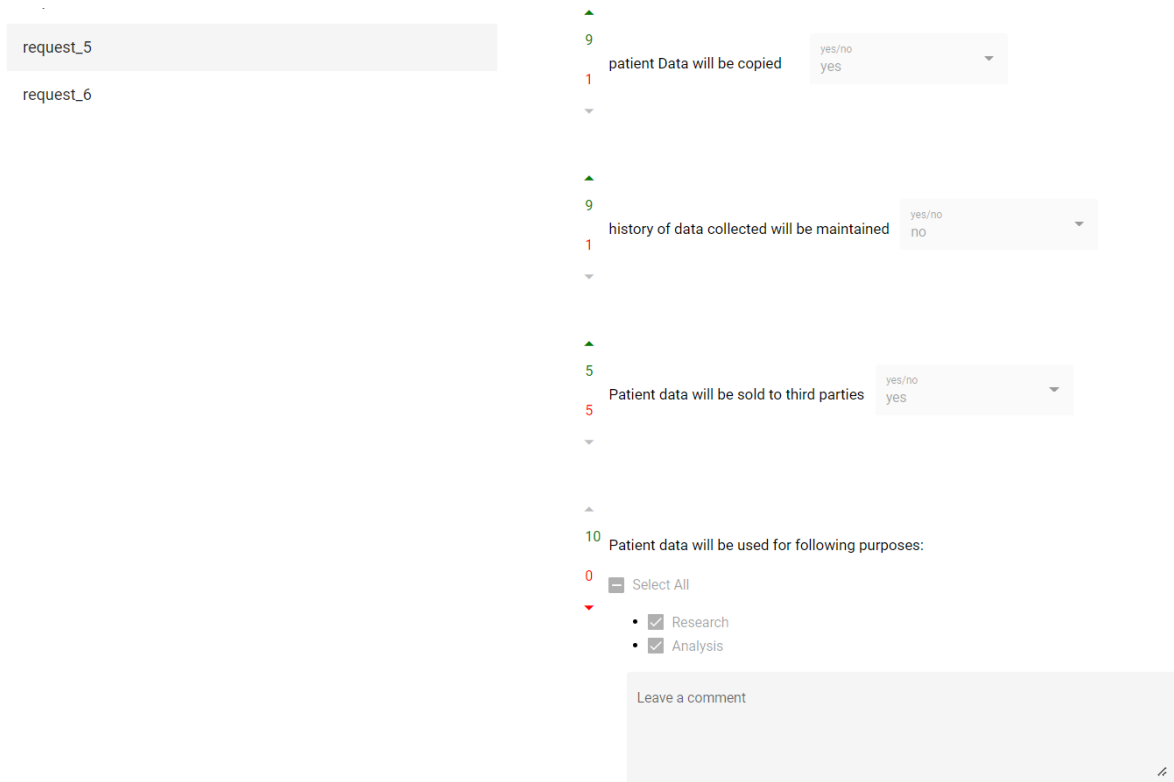 request_5
request_6
9
1
patient Data will be copied
yes/no
yes
9
1
history of data collected will be maintained
yes/no
no
5
5
Patient data will be sold to third parties
yes/no
yes
10
0
Patient data will be used for following purposes:
Select All
Research
Analysis
Leave a comment